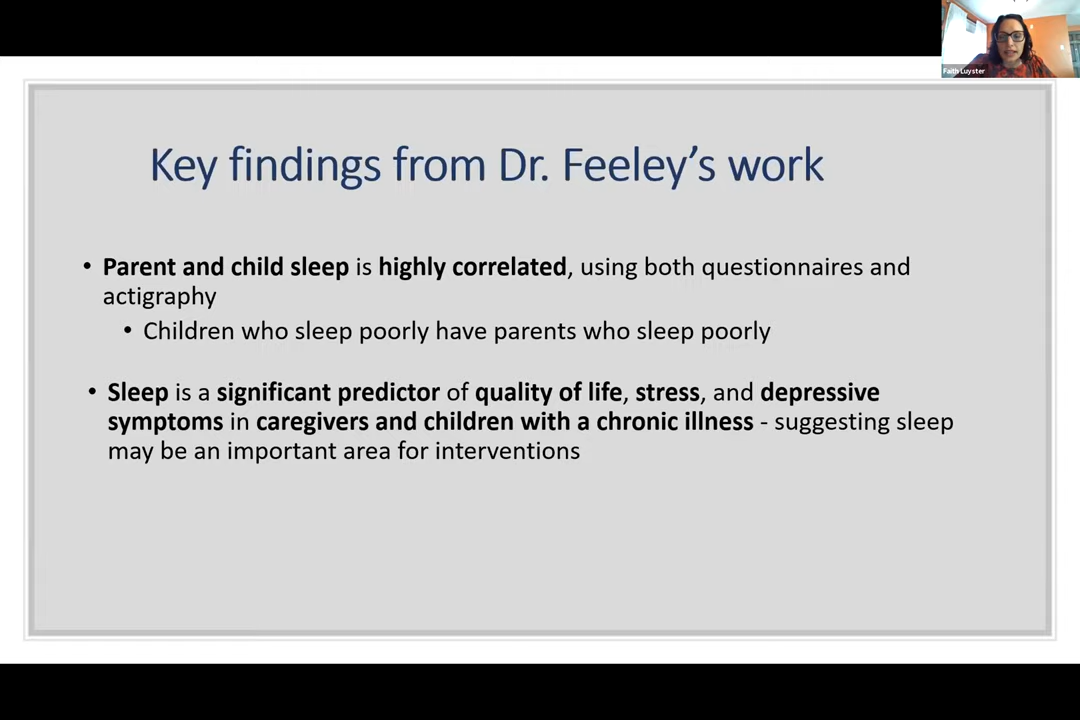 Faith Luyster
Key findings from Dr. Feeley’s work
• Parent and child sleep is highly correlated, using both questionnaires and
actigraphy
• Children who sleep poorly have parents who sleep poorly
• Sleep is a significant predictor of quality of life, stress, and depressive
symptoms in caregivers and children with a chronic illness - suggesting sleep
may be an important area for interventions